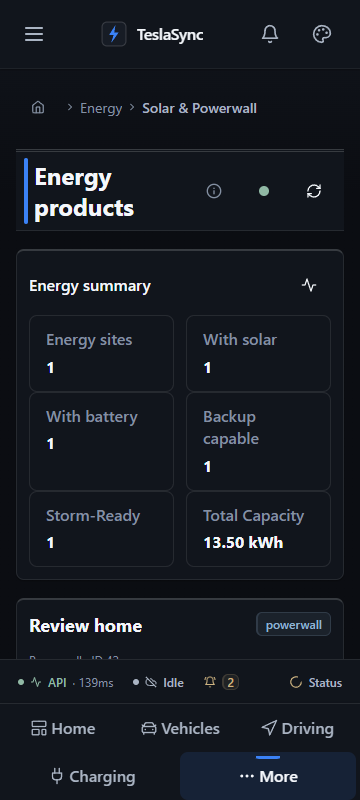 TeslaSync
Energy
Solar & Powerwall
Energy
products
Energy summary
Energy sites
1
With solar
1
With battery
1
Backup
capable
1
Storm-Ready
1
Total Capacity
13.50 kWh
Review home
powerwall
API · 139ms
Idle
2
Status
Home
Vehicles
Driving
Charging
More